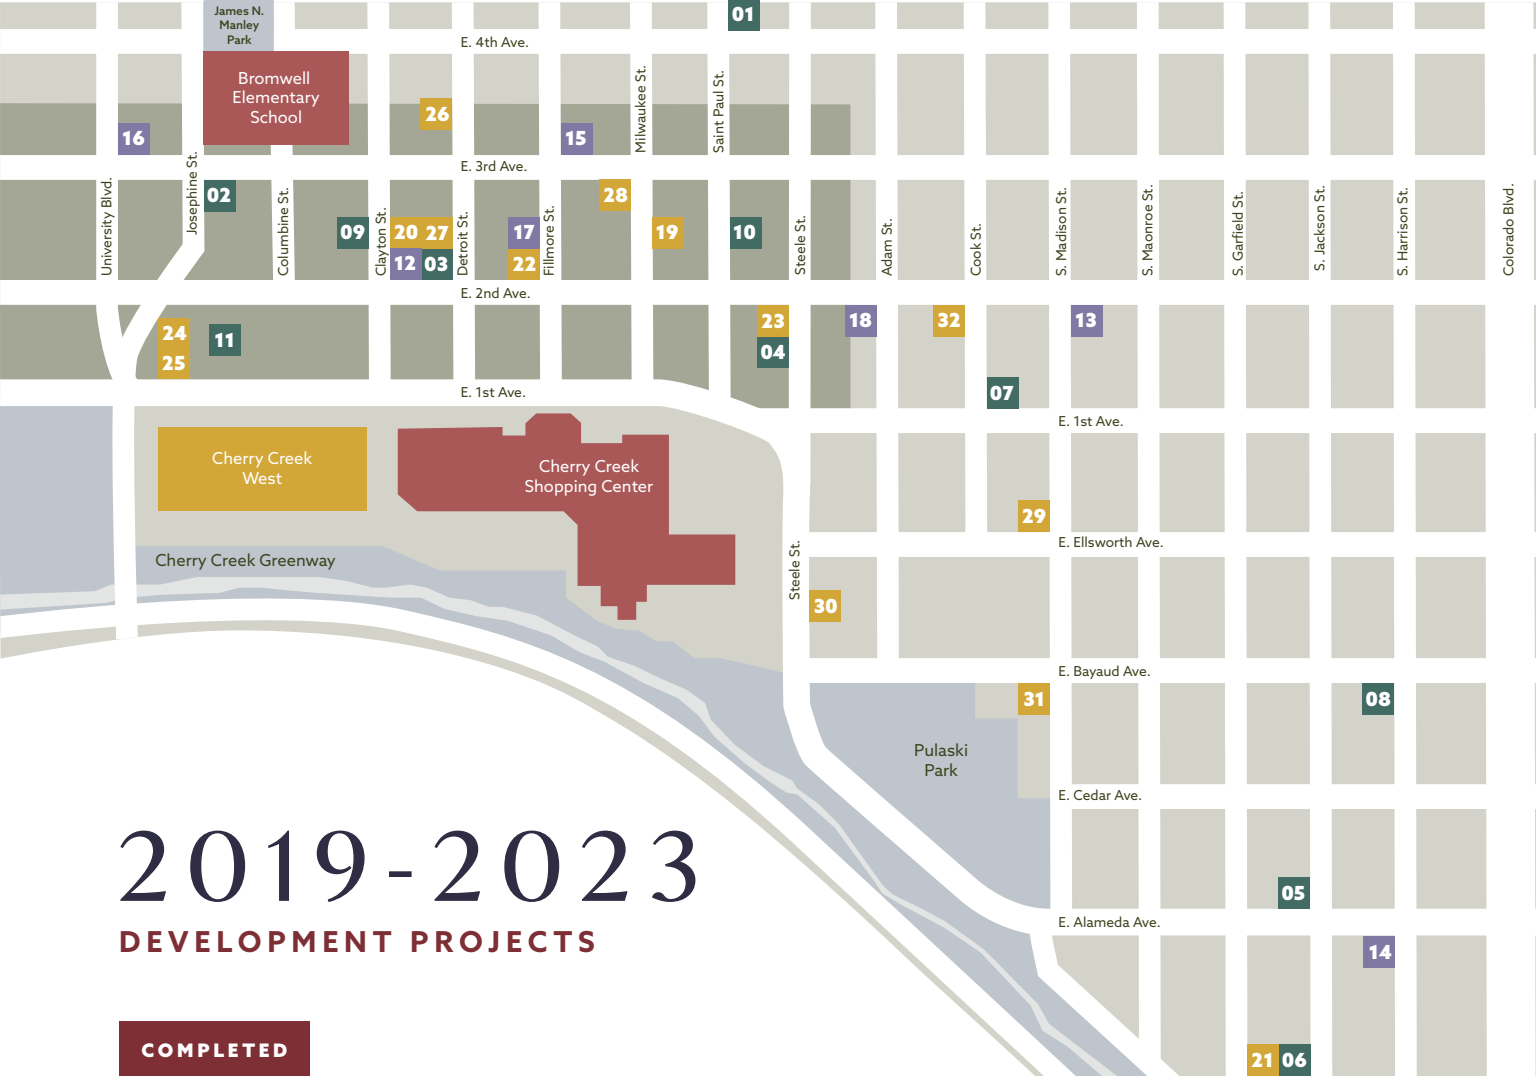 James N.
Manley
Park
01
E. 4th Ave.
Bromwell
Elementary
School
26
16
15
Milwaukee St.
Saint Paul St.
E. 3rd Ave.
University Blvd.
Josephine St.
02
Columbine St.
09
Clayton St.
20
27
12
03
Detroit St.
17
22
Fillmore St.
28
19
10
Steele St.
Adam St.
Cook St.
S. Madison St.
S. Maonroe St.
S. Garfield St.
S. Jackson St.
S. Harrison St.
Colorado Blvd.
E. 2nd Ave.
24
25
11
23
04
18
32
13
07
E. 1st Ave.
E. 1st Ave.
Cherry Creek
West
Cherry Creek
Shopping Center
29
E. Ellsworth Ave.
Cherry Creek Greenway
Steele St.
30
E. Bayaud Ave.
31
08
Pulaski
Park
E. Cedar Ave.
05
E. Alameda Ave.
14
21
06
2019-2023
DEVELOPMENT PROJECTS
COMPLETED